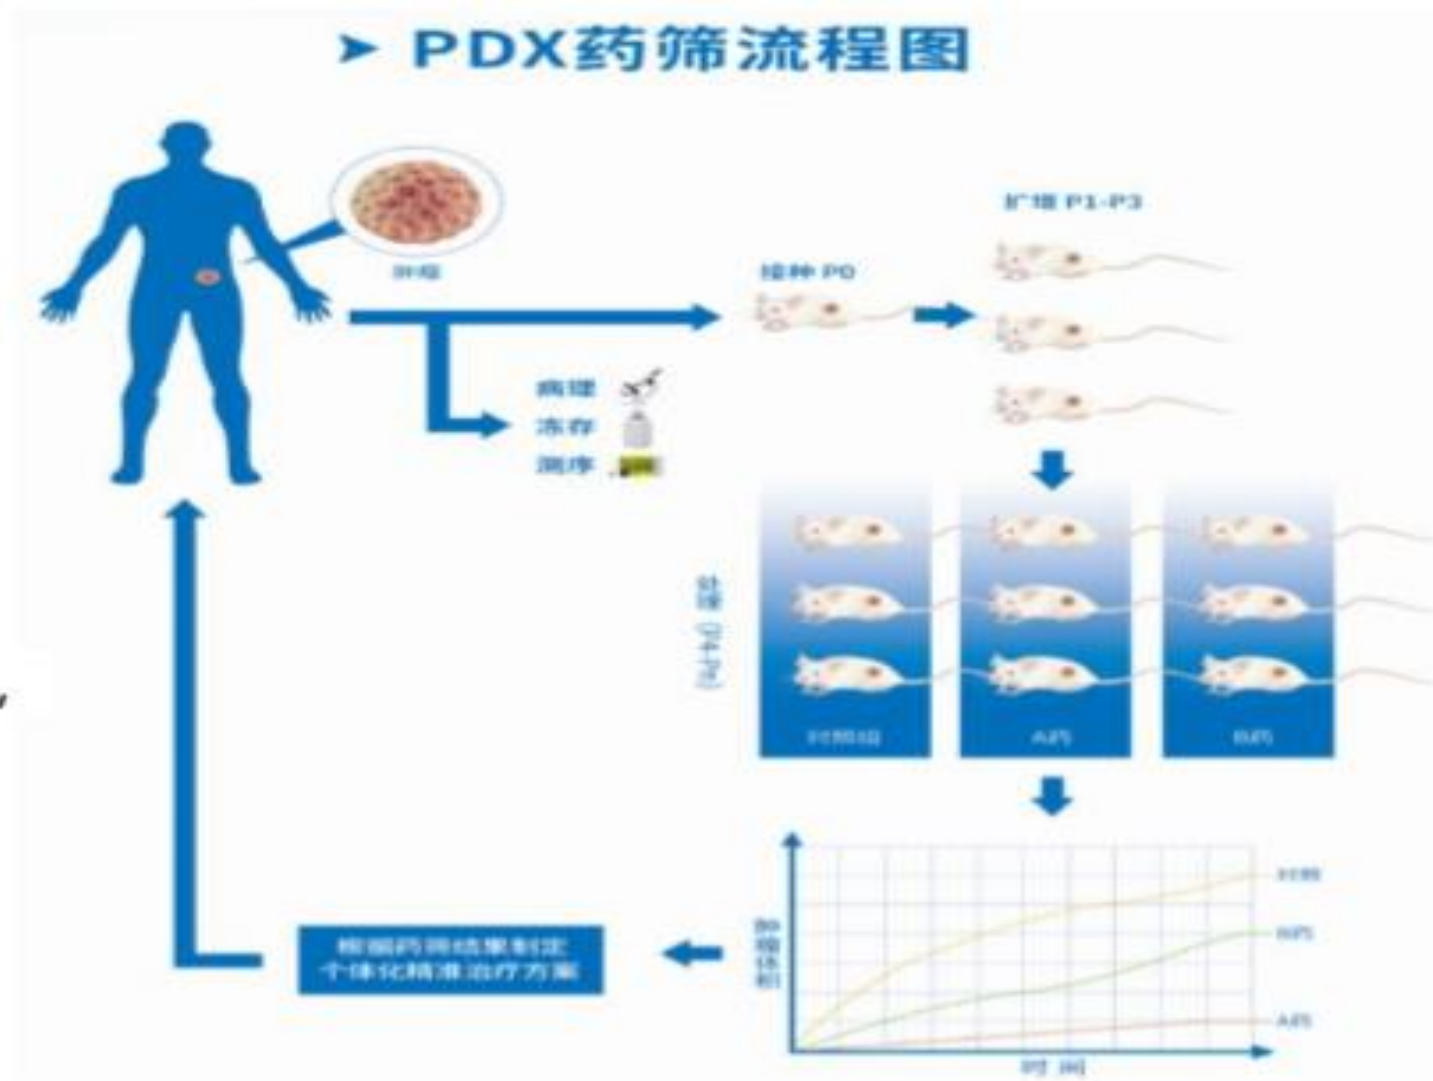 ➤ PDX药筛流程图
肿瘤
扩增 P1-P3
接种 P0
病理
冻存
测序
处理 (P4-Pn)
对照组
A药
B药
肿瘤体积
对照
B药
A药
时间
根据药筛结果制定
个体化精准治疗方案